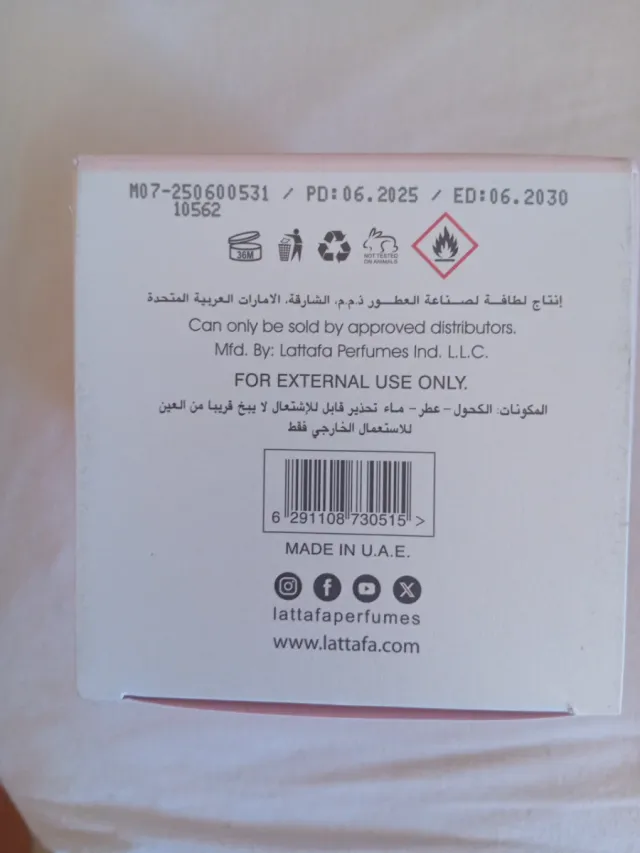 M07-250600531 / PD:06.2025 / ED:06.2030
10562
36M
NOT TESTED
ON ANIMALS
إنتاج لطافة لصناعة العطور ذ.م.م. الشارقة. الامارات العربية المتحدة
Can only be sold by approved distributors.
Mfd. By: Lattafa Perfumes Ind. L.L.C.
FOR EXTERNAL USE ONLY.
المكونات: الكحول – عطر – ماء تحذير قابل للإشتعال لا يبخ قريبا من العين
للاستعمال الخارجي فقط
6 291108 730515 >
MADE IN U.A.E.
lattafaperfumes
www.lattafa.com